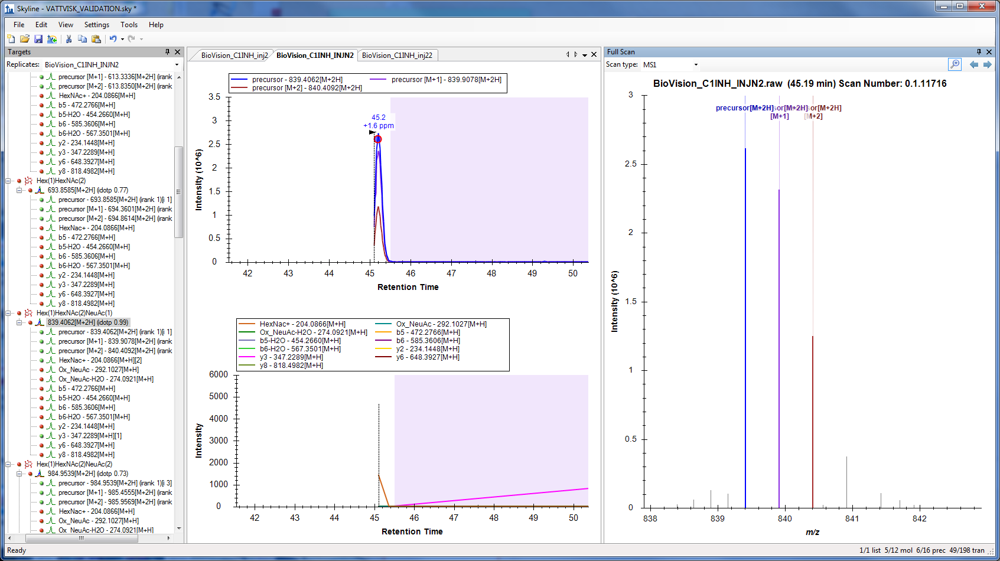 Skyline - VATTVISK_VALIDATION.sky *
File Edit View Settings Tools Help
Targets
Replicates: BioVision_C1INH_INJN2
precursor [M+1] - 613.3336[M+2H] (irank
precursor [M+2] - 613.8350[M+2H] (irank
HexNAc+ - 204.0866[M+H]
b5 - 472.2766[M+H]
b5-H2O - 454.2660[M+H]
b6 - 585.3606[M+H]
b6-H2O - 567.3501[M+H]
y2 - 234.1448[M+H]
y3 - 347.2289[M+H]
y6 - 648.3927[M+H]
y8 - 818.4982[M+H]
Hex(1)HexNAc(2)
693.8585[M+2H] (idotp 0.77)
precursor - 693.8585[M+2H] (irank 1)[i 1]
precursor [M+1] - 694.3601[M+2H] (irank
precursor [M+2] - 694.8614[M+2H] (irank
HexNac+ - 204.0866[M+H]
b5 - 472.2766[M+H]
b5-H2O - 454.2660[M+H]
b6 - 585.3606[M+H]
b6-H2O - 567.3501[M+H]
y2 - 234.1448[M+H]
y3 - 347.2289[M+H]
y6 - 648.3927[M+H]
y8 - 818.4982[M+H]
Hex(1)HexNAc(2)NeuAc(1)
839.4062[M+2H] (idotp 0.99)
precursor - 839.4062[M+2H] (irank 1)[i 1]
precursor [M+1] - 839.9078[M+2H] (irank
precursor [M+2] - 840.4092[M+2H] (irank
HexNac+ - 204.0866[M+H][2]
Ox_NeuAc - 292.1027[M+H]
Ox_NeuAc-H2O - 274.0921[M+H]
b5 - 472.2766[M+H]
b5-H2O - 454.2660[M+H]
b6 - 585.3606[M+H]
b6-H2O - 567.3501[M+H]
y2 - 234.1448[M+H]
y3 - 347.2289[M+H][1]
y6 - 648.3927[M+H]
y8 - 818.4982[M+H]
Hex(1)HexNAc(2)NeuAc(2)
984.9539[M+2H] (idotp 0.73)
precursor - 984.9539[M+2H] (irank 1)[i 3]
precursor [M+1] - 985.4555[M+2H] (irank
precursor [M+2] - 985.9569[M+2H] (irank
HexNac+ - 204.0866[M+H]
Ox_NeuAc - 292.1027[M+H]
Ox_NeuAc-H2O - 274.0921[M+H]
BioVision_C1INH_inj2 BioVision_C1INH_INJN2 BioVision_C1INH_inj22
precursor - 839.4062[M+2H] precursor [M+1] - 839.9078[M+2H]
precursor [M+2] - 840.4092[M+2H]
45.2
+1.6 ppm
Intensity (10^6)
3.5
3
2.5
2
1.5
1
0.5
0
42 43 44 45 46 47 48 49 50
Retention Time
HexNac+ - 204.0866[M+H] Ox_NeuAc - 292.1027[M+H]
Ox_NeuAc-H2O - 274.0921[M+H] b5 - 472.2766[M+H]
b5-H2O - 454.2660[M+H] b6 - 585.3606[M+H]
b6-H2O - 567.3501[M+H] y2 - 234.1448[M+H]
y3 - 347.2289[M+H] y6 - 648.3927[M+H]
y8 - 818.4982[M+H]
Intensity
6000
5000
4000
3000
2000
1000
0
42 43 44 45 46 47 48 49 50
Retention Time
Full Scan
Scan type: MS1
BioVision_C1INH_INJN2.raw (45.19 min) Scan Number: 0.1.11716
precursor[M+2H] sor[M+2H] or[M+2H]
[M+1] [M+2]
Intensity (10^6)
3
2.5
2
1.5
1
0.5
0
838 839 840 841 842
m/z
Ready
1/1 list 5/12 mol 6/16 prec 49/198 tran